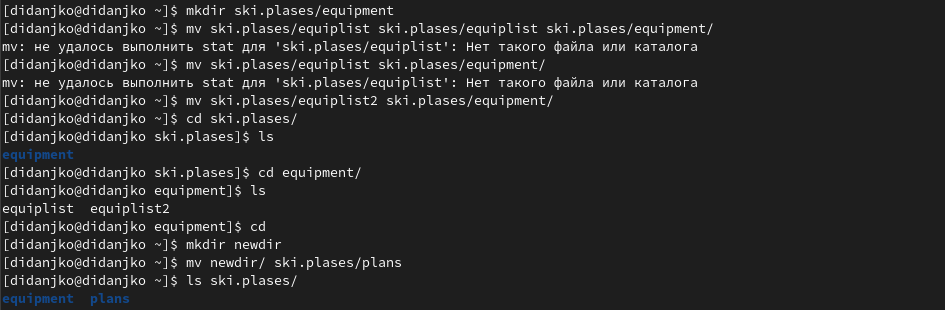 [didanjko@didanjko ~]$ mkdir ski.plases/equipment
[didanjko@didanjko ~]$ mv ski.plases/equiplist ski.plases/equiplist ski.plases/equipment/
mv: не удалось выполнить stat для 'ski.plases/equiplist': Нет такого файла или каталога
[didanjko@didanjko ~]$ mv ski.plases/equiplist ski.plases/equipment/
mv: не удалось выполнить stat для 'ski.plases/equiplist': Нет такого файла или каталога
[didanjko@didanjko ~]$ mv ski.plases/equiplist2 ski.plases/equipment/
[didanjko@didanjko ~]$ cd ski.plases/
[didanjko@didanjko ski.plases]$ ls
equipment
[didanjko@didanjko ski.plases]$ cd equipment/
[didanjko@didanjko equipment]$ ls
equiplist  equiplist2
[didanjko@didanjko equipment]$ cd
[didanjko@didanjko ~]$ mkdir newdir
[didanjko@didanjko ~]$ mv newdir/ ski.plases/plans
[didanjko@didanjko ~]$ ls ski.plases/
equipment  plans